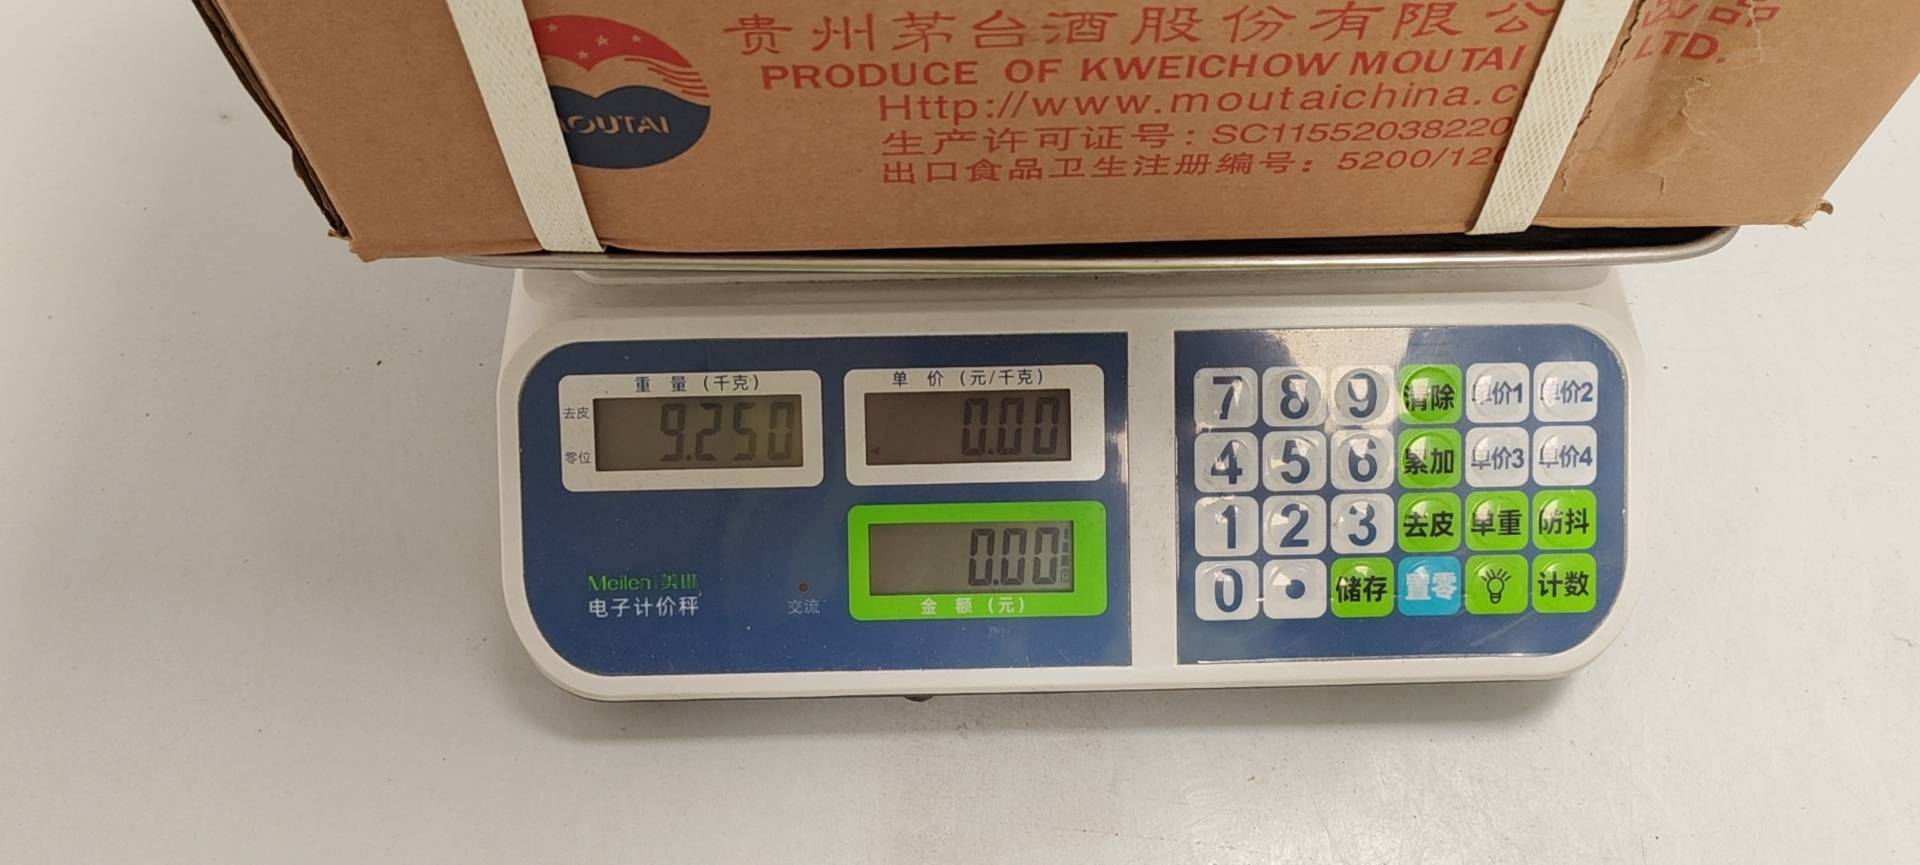 贵州茅台酒股份有限公 出品
PRODUCE OF KWEICHOW MOUTAI LTD.
Http://www.moutaichina.c
MOUTAI
生产许可证号: SC11552038220
出口食品卫生注册编号: 5200/120
重量(千克)
去皮
零位
9.250
单价(元/千克)
0.00
0.00
金额(元)
Meilen 美琳
电子计价秤
交流
7 8 9 清除 单价1 单价2
4 5 6 累加 单价3 单价4
1 2 3 去皮 单重 防抖
0 • 储存 置零 计数